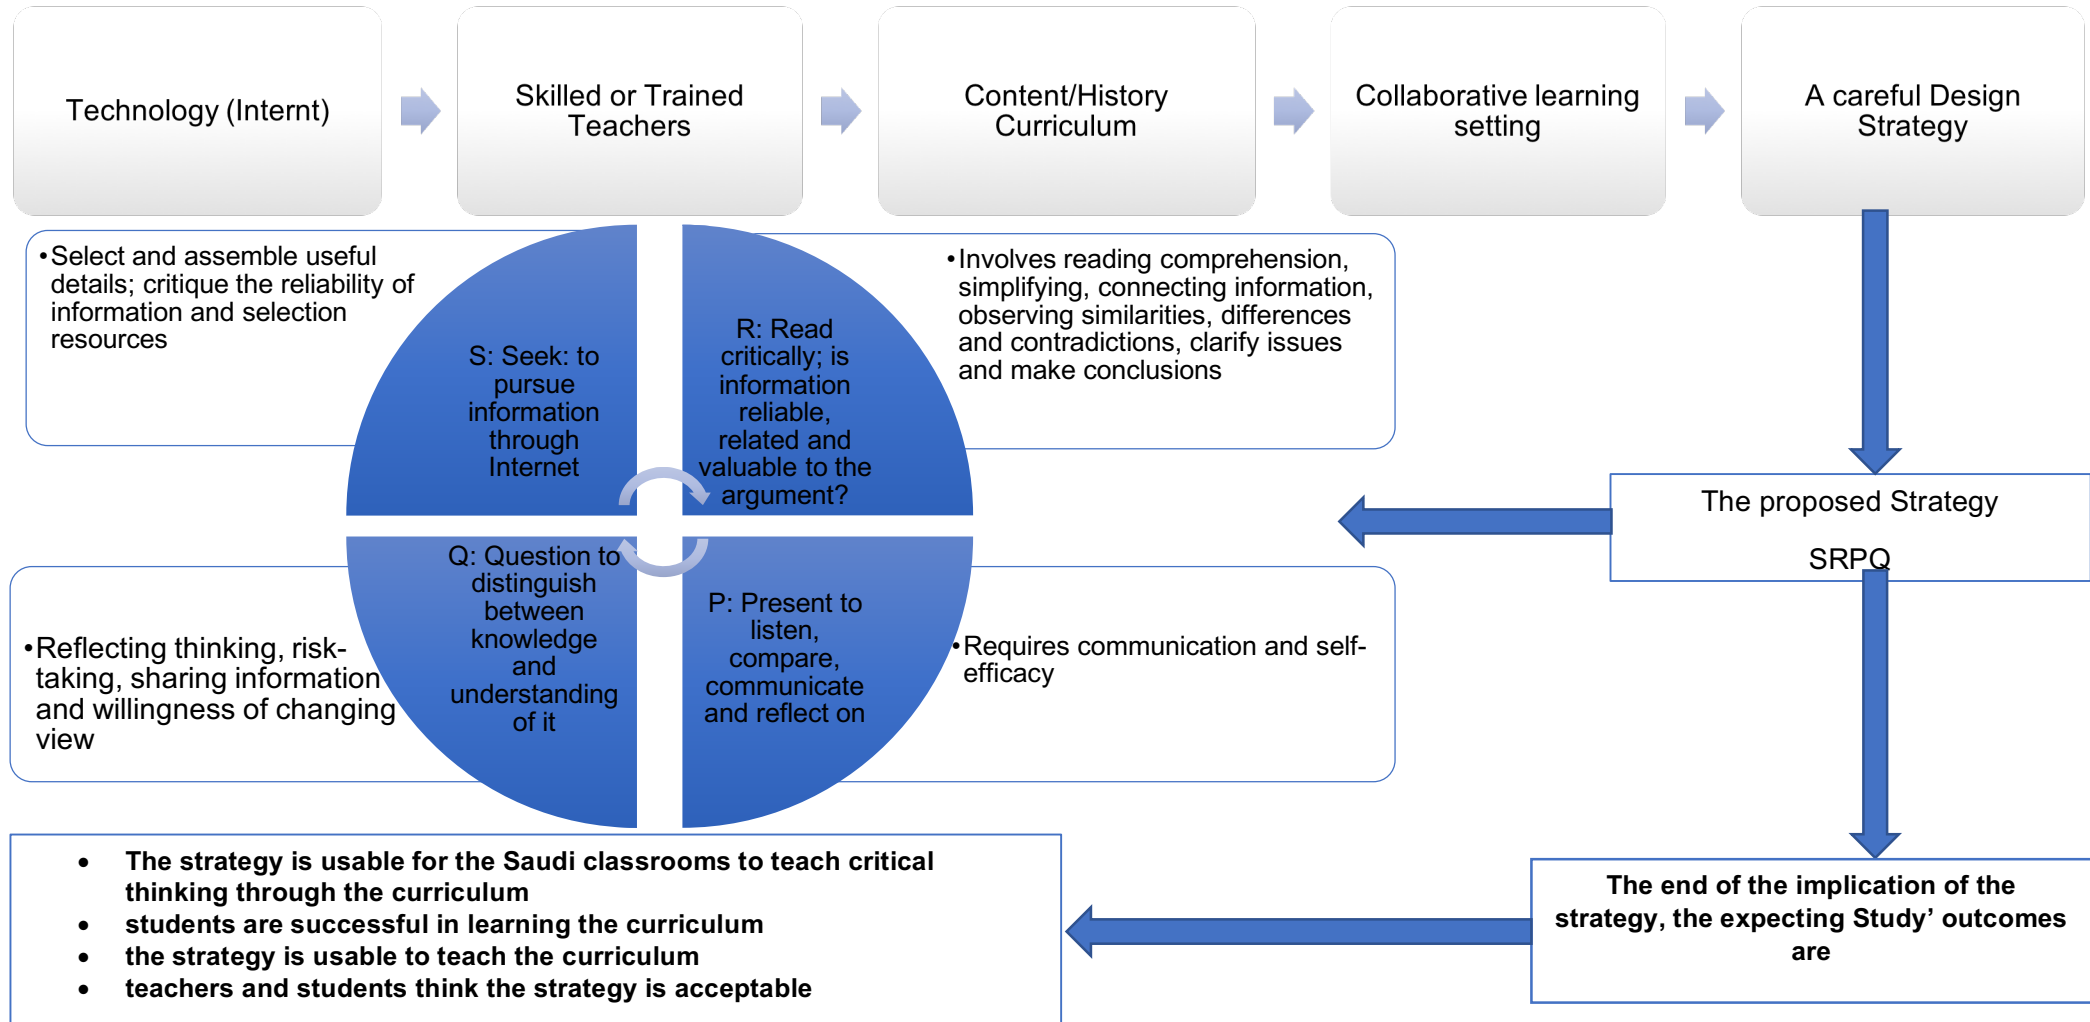 Technology (Internt)
Skilled or Trained
Teachers
Content/History
Curriculum
Collaborative learning
setting
A careful Design
Strategy
•Select and assemble useful
details; critique the reliability of
information and selection
resources
S: Seek: to
pursue
information
through
Internet
R: Read
critically; is
information
reliable,
related and
valuable to the
argument?
•Involves reading comprehension,
simplifying, connecting information,
observing similarities, differences
and contradictions, clarify issues
and make conclusions
The proposed Strategy
SRPQ
•Reflecting thinking, risk-
taking, sharing information
and willingness of changing
view
Q: Question to
distinguish
between
knowledge
and
understanding
of it
P: Present to
listen,
compare,
communicate
and reflect on
•Requires communication and self-
efficacy
• The strategy is usable for the Saudi classrooms to teach critical
thinking through the curriculum
• students are successful in learning the curriculum
• the strategy is usable to teach the curriculum
• teachers and students think the strategy is acceptable
The end of the implication of the
strategy, the expecting Study' outcomes
are